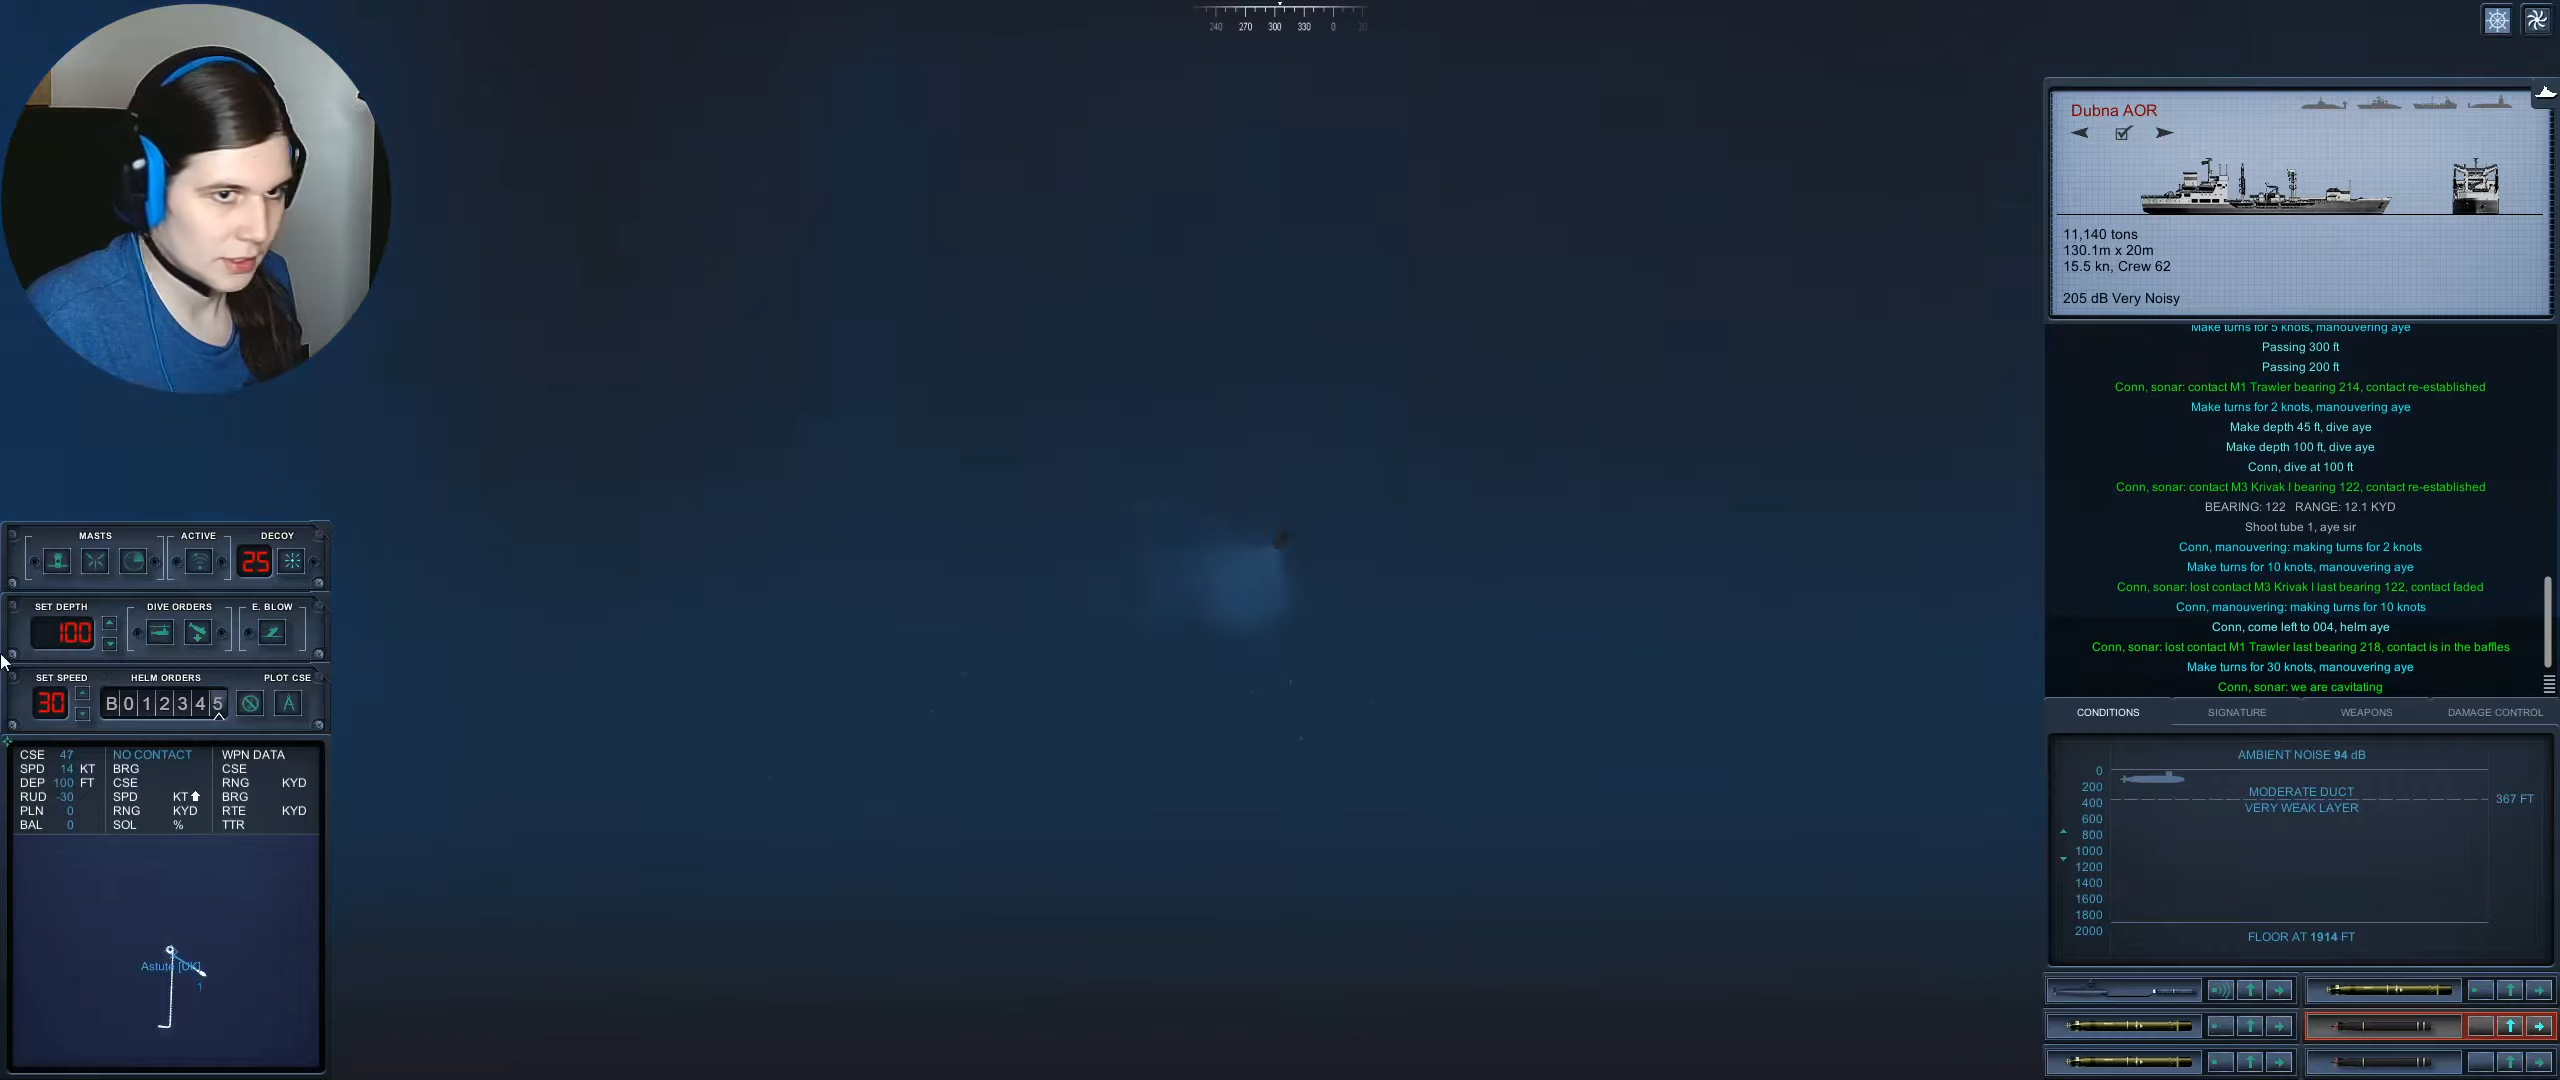 240 270 300 330 0 30
Dubna AOR
11,140 tons
130.1m x 20m
15.5 kn, Crew 62
205 dB Very Noisy
Make turns for 5 knots, manouvering aye
Passing 300 ft
Passing 200 ft
Conn, sonar: contact M1 Trawler bearing 214, contact re-established
Make turns for 2 knots, manouvering aye
Make depth 45 ft, dive aye
Make depth 100 ft, dive aye
Conn, dive at 100 ft
Conn, sonar: contact M3 Krivak I bearing 122, contact re-established
BEARING: 122 RANGE: 12.1 KYD
Shoot tube 1, aye sir
Conn, manouvering: making turns for 2 knots
Make turns for 10 knots, manouvering aye
Conn, sonar: lost contact M3 Krivak I last bearing 122, contact faded
Conn, manouvering: making turns for 10 knots
Conn, come left to 004, helm aye
Conn, sonar: lost contact M1 Trawler last bearing 218, contact is in the baffles
Make turns for 30 knots, manouvering aye
Conn, sonar: we are cavitating
CONDITIONS SIGNATURE WEAPONS DAMAGE CONTROL
AMBIENT NOISE 94 dB
0
200
400
600
800
1000
1200
1400
1600
1800
2000
MODERATE DUCT
VERY WEAK LAYER
367 FT
FLOOR AT 1914 FT
MASTS ACTIVE DECOY
25
SET DEPTH DIVE ORDERS E. BLOW
100
SET SPEED HELM ORDERS PLOT CSE
30 B 0 1 2 3 4 5
CSE 47 NO CONTACT WPN DATA
SPD 14 KT BRG CSE
DEP 100 FT CSE RNG KYD
RUD -30 SPD KT BRG
PLN 0 RNG KYD RTE KYD
BAL 0 SOL % TTR
Astute [UK]
1